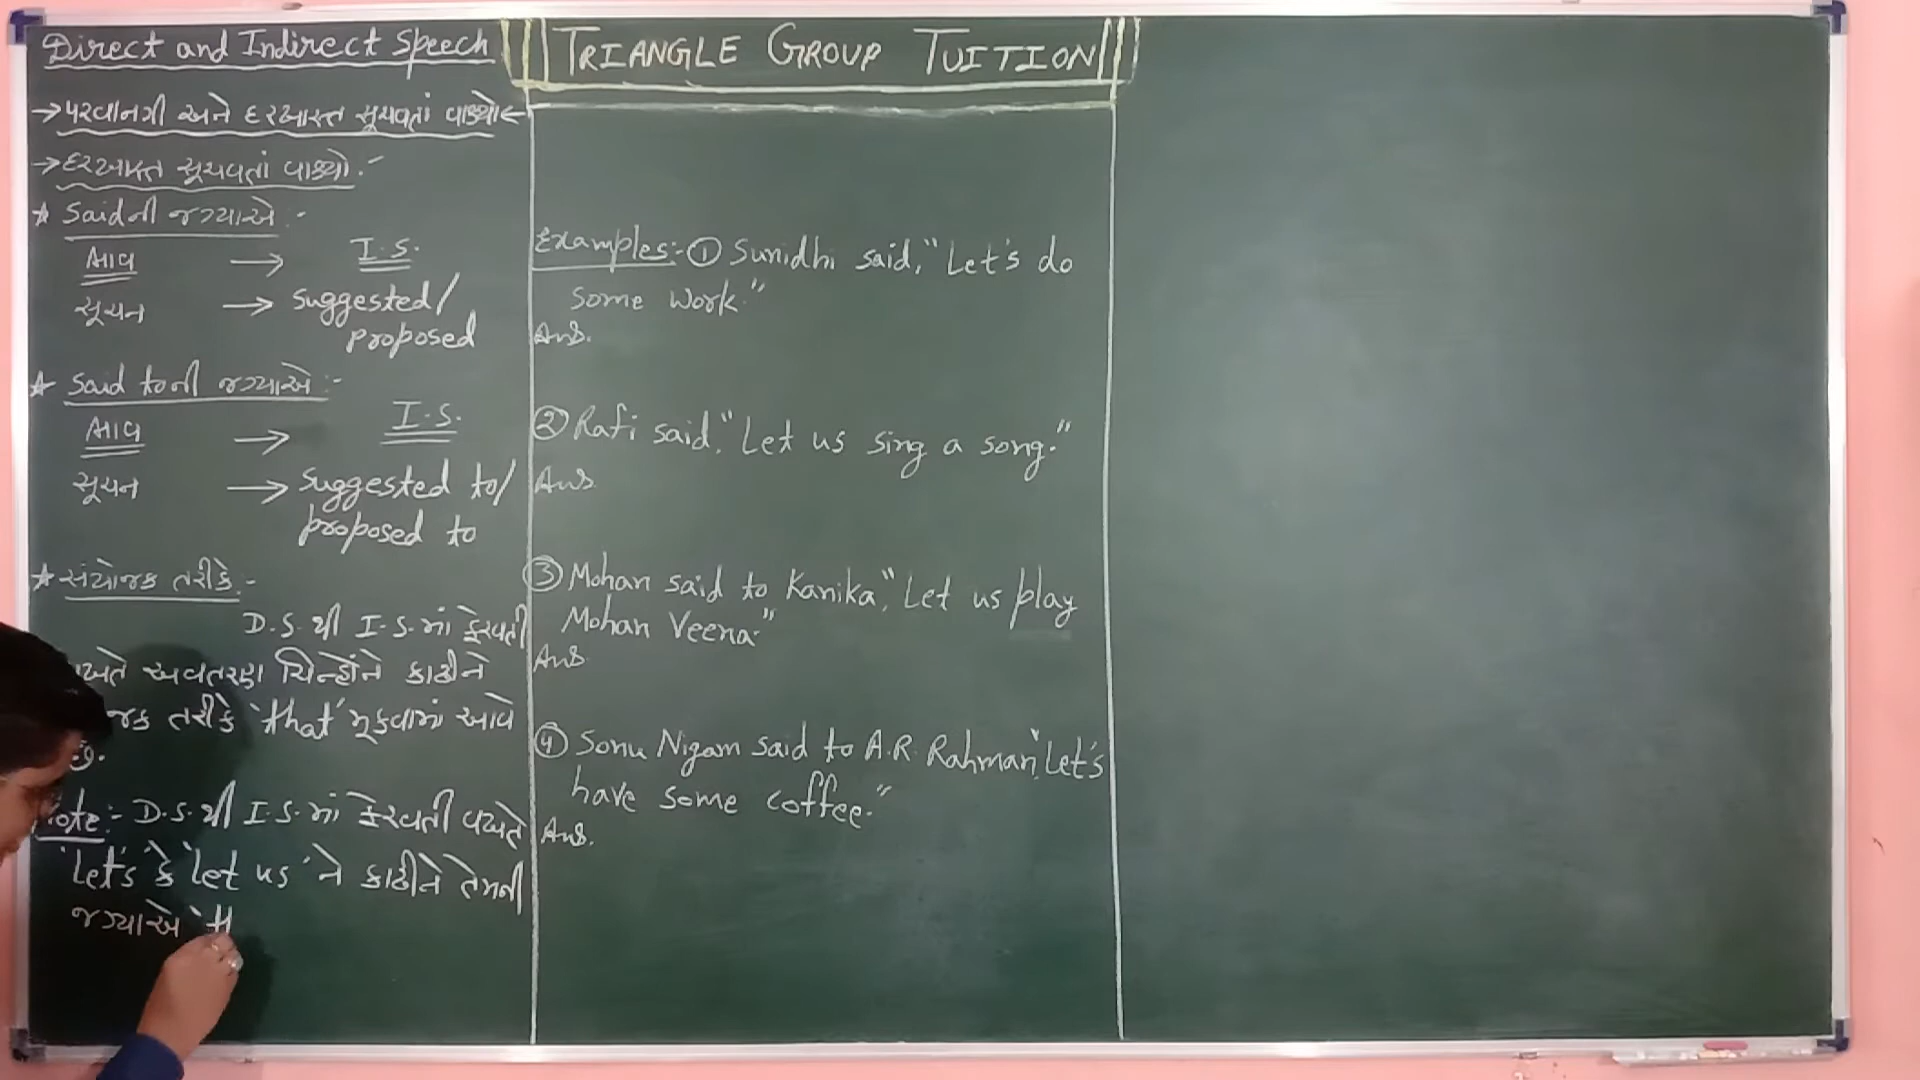 Direct and Indirect Speech
TRIANGLE GROUP TUITION
→ પરવાનગી અને દરખાસ્ત સૂચવતાં વાક્યો ←
→ દરખાસ્ત સૂચવતાં વાક્યો :-
★ Saidની જગ્યાએ :-
ભાવ → I.S.
સૂચન → suggested/
proposed
★ Said toની જગ્યાએ :-
ભાવ → I.S.
સૂચન → suggested to/
proposed to
★ સંયોજક તરીકે :-
D.S. થી I.S. માં ફેરવતી
અવતરણ ચિન્હોને કાઢીને
તરીકે 'that' મૂકવામાં આવે
છે.
Note :- D.S. થી I.S. માં ફેરવતી વખતે
'Let's' કે 'Let us' ને કાઢીને તેમની
જગ્યાએ
Examples:- ① Sunidhi said, "Let's do
some work."
Ans.
② Rafi said, "Let us sing a song."
Ans.
③ Mohan said to Kanika, "Let us play
Mohan Veena."
Ans
④ Sonu Nigam said to A.R. Rahman, "Let's
have some coffee."
Ans.